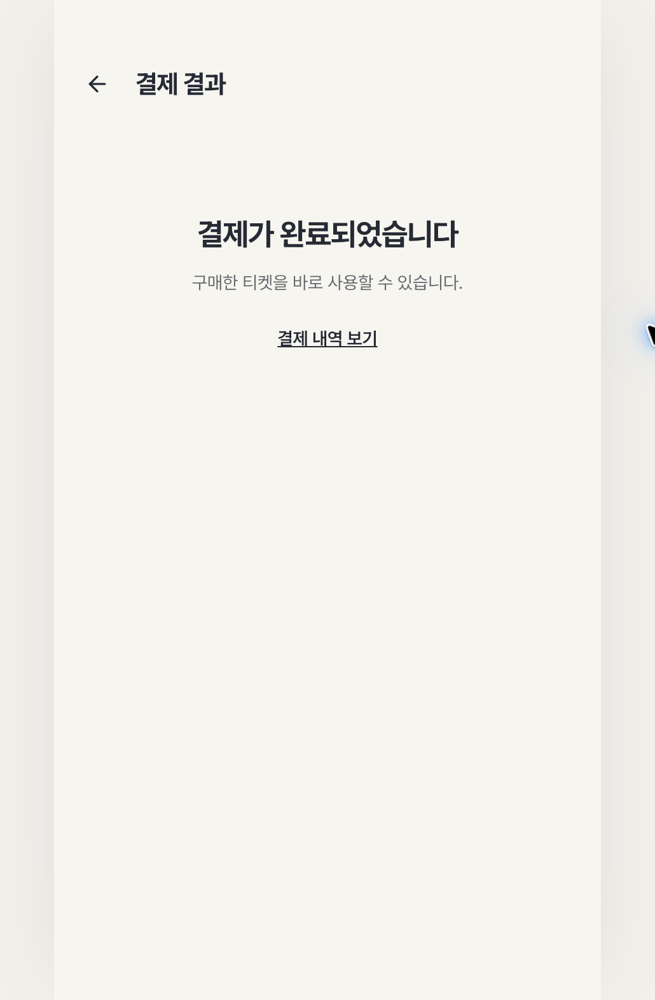 결제 결과
결제가 완료되었습니다
구매한 티켓을 바로 사용할 수 있습니다.
결제 내역 보기